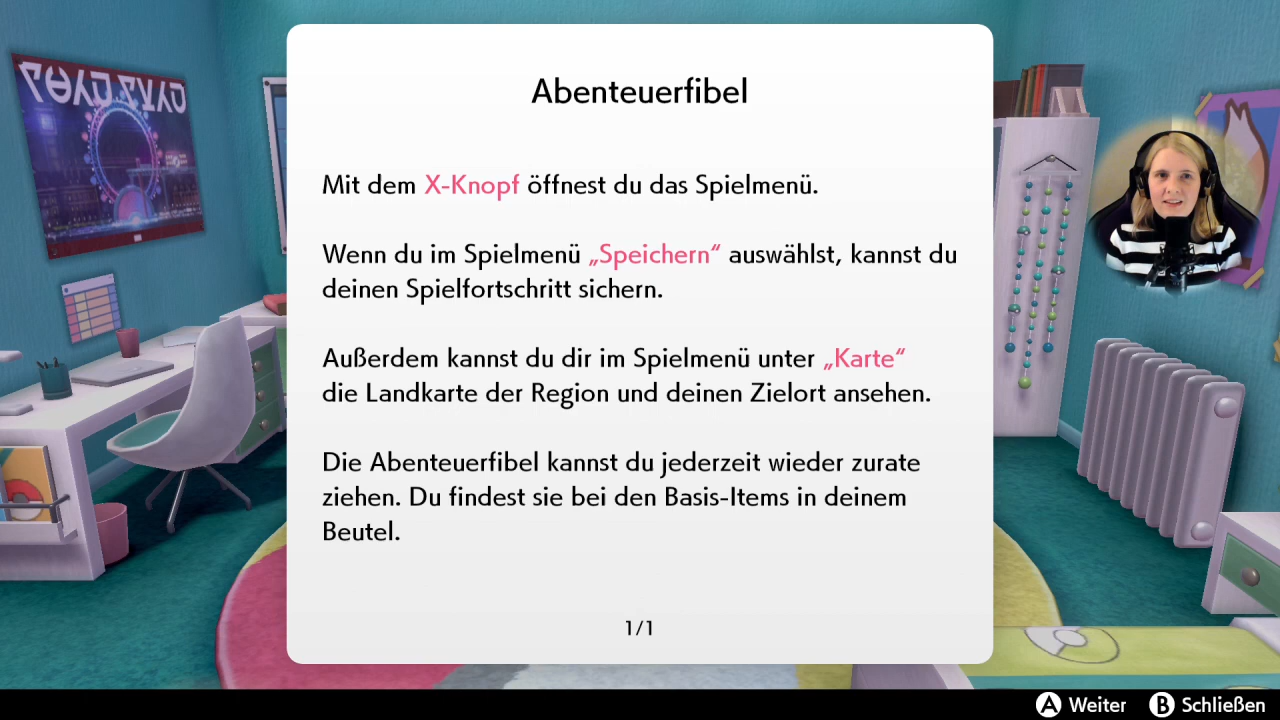 Abenteuerfibel
Mit dem X-Knopf öffnest du das Spielmenü.
Wenn du im Spielmenü „Speichern“ auswählst, kannst du
deinen Spielfortschritt sichern.
Außerdem kannst du dir im Spielmenü unter „Karte“
die Landkarte der Region und deinen Zielort ansehen.
Die Abenteuerfibel kannst du jederzeit wieder zurate
ziehen. Du findest sie bei den Basis-Items in deinem
Beutel.
1/1
A Weiter B Schließen